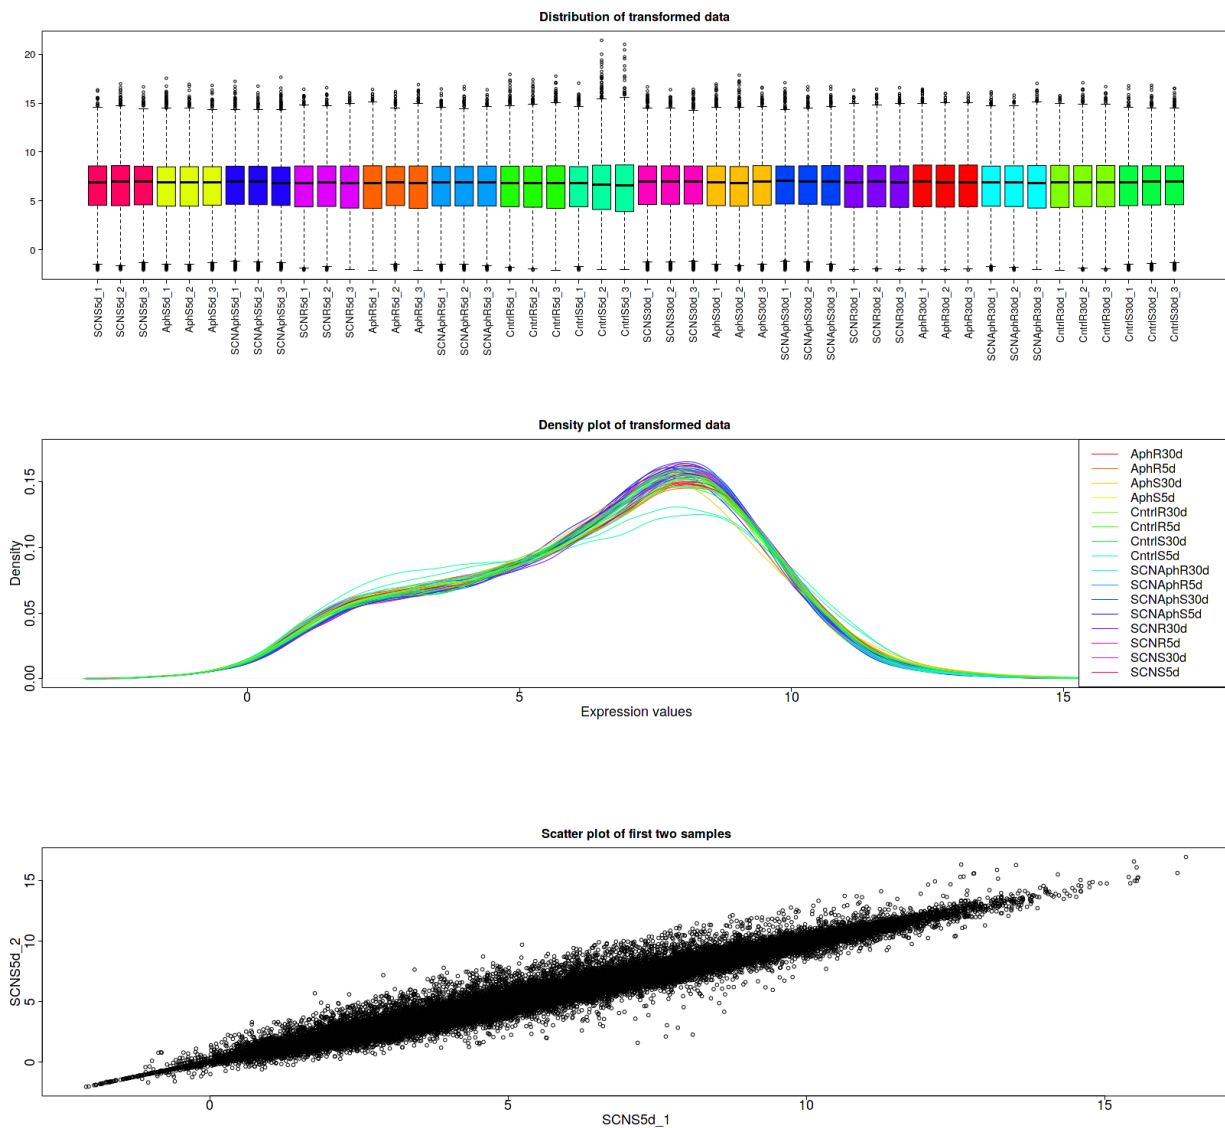 Distribution of transformed data
20
15
10
5
0
SCNS5d_1
SCNS5d_2
SCNS5d_3
AphS5d_1
AphS5d_2
AphS5d_3
SCNAphS5d_1
SCNAphS5d_2
SCNAphS5d_3
SCNR5d_1
SCNR5d_2
SCNR5d_3
AphR5d_1
AphR5d_2
AphR5d_3
SCNAphR5d_1
SCNAphR5d_2
SCNAphR5d_3
CntrlR5d_1
CntrlR5d_2
CntrlR5d_3
CntrlS5d_1
CntrlS5d_2
CntrlS5d_3
SCNS30d_1
SCNS30d_2
SCNS30d_3
AphS30d_1
AphS30d_2
AphS30d_3
SCNAphS30d_1
SCNAphS30d_2
SCNAphS30d_3
SCNR30d_1
SCNR30d_2
SCNR30d_3
AphR30d_1
AphR30d_2
AphR30d_3
SCNAphR30d_1
SCNAphR30d_2
SCNAphR30d_3
CntrlR30d_1
CntrlR30d_2
CntrlR30d_3
CntrlS30d_1
CntrlS30d_2
CntrlS30d_3
Density plot of transformed data
Density
0.15
0.10
0.05
0.00
0 5 10 15
Expression values
AphR30d
AphR5d
AphS30d
AphS5d
CntrlR30d
CntrlR5d
CntrlS30d
CntrlS5d
SCNAphR30d
SCNAphR5d
SCNAphS30d
SCNAphS5d
SCNR30d
SCNR5d
SCNS30d
SCNS5d
Scatter plot of first two samples
SCNS5d_2
15
10
5
0
0 5 10 15
SCNS5d_1